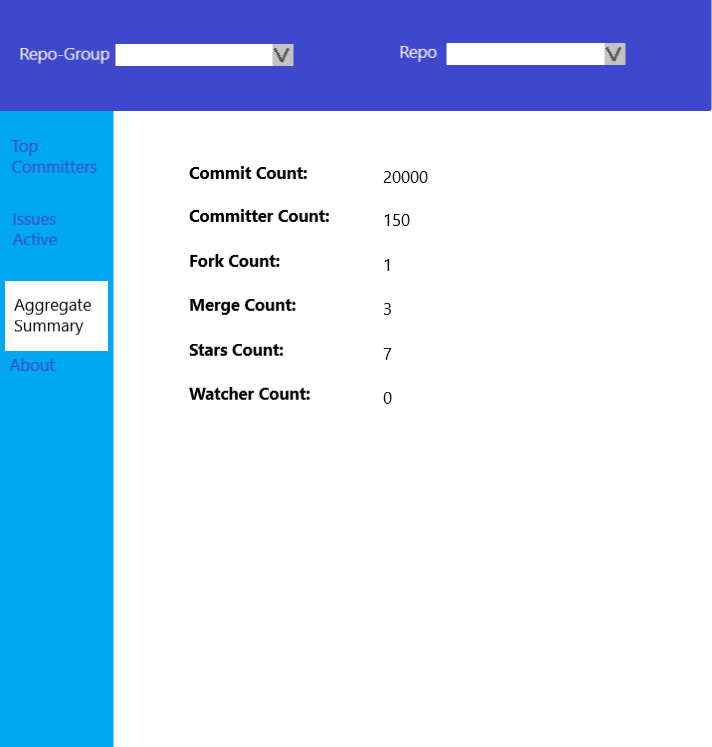 Repo-Group V Repo V
Top
Committers
Issues
Active
Aggregate
Summary
About
Commit Count: 20000
Committer Count: 150
Fork Count: 1
Merge Count: 3
Stars Count: 7
Watcher Count: 0